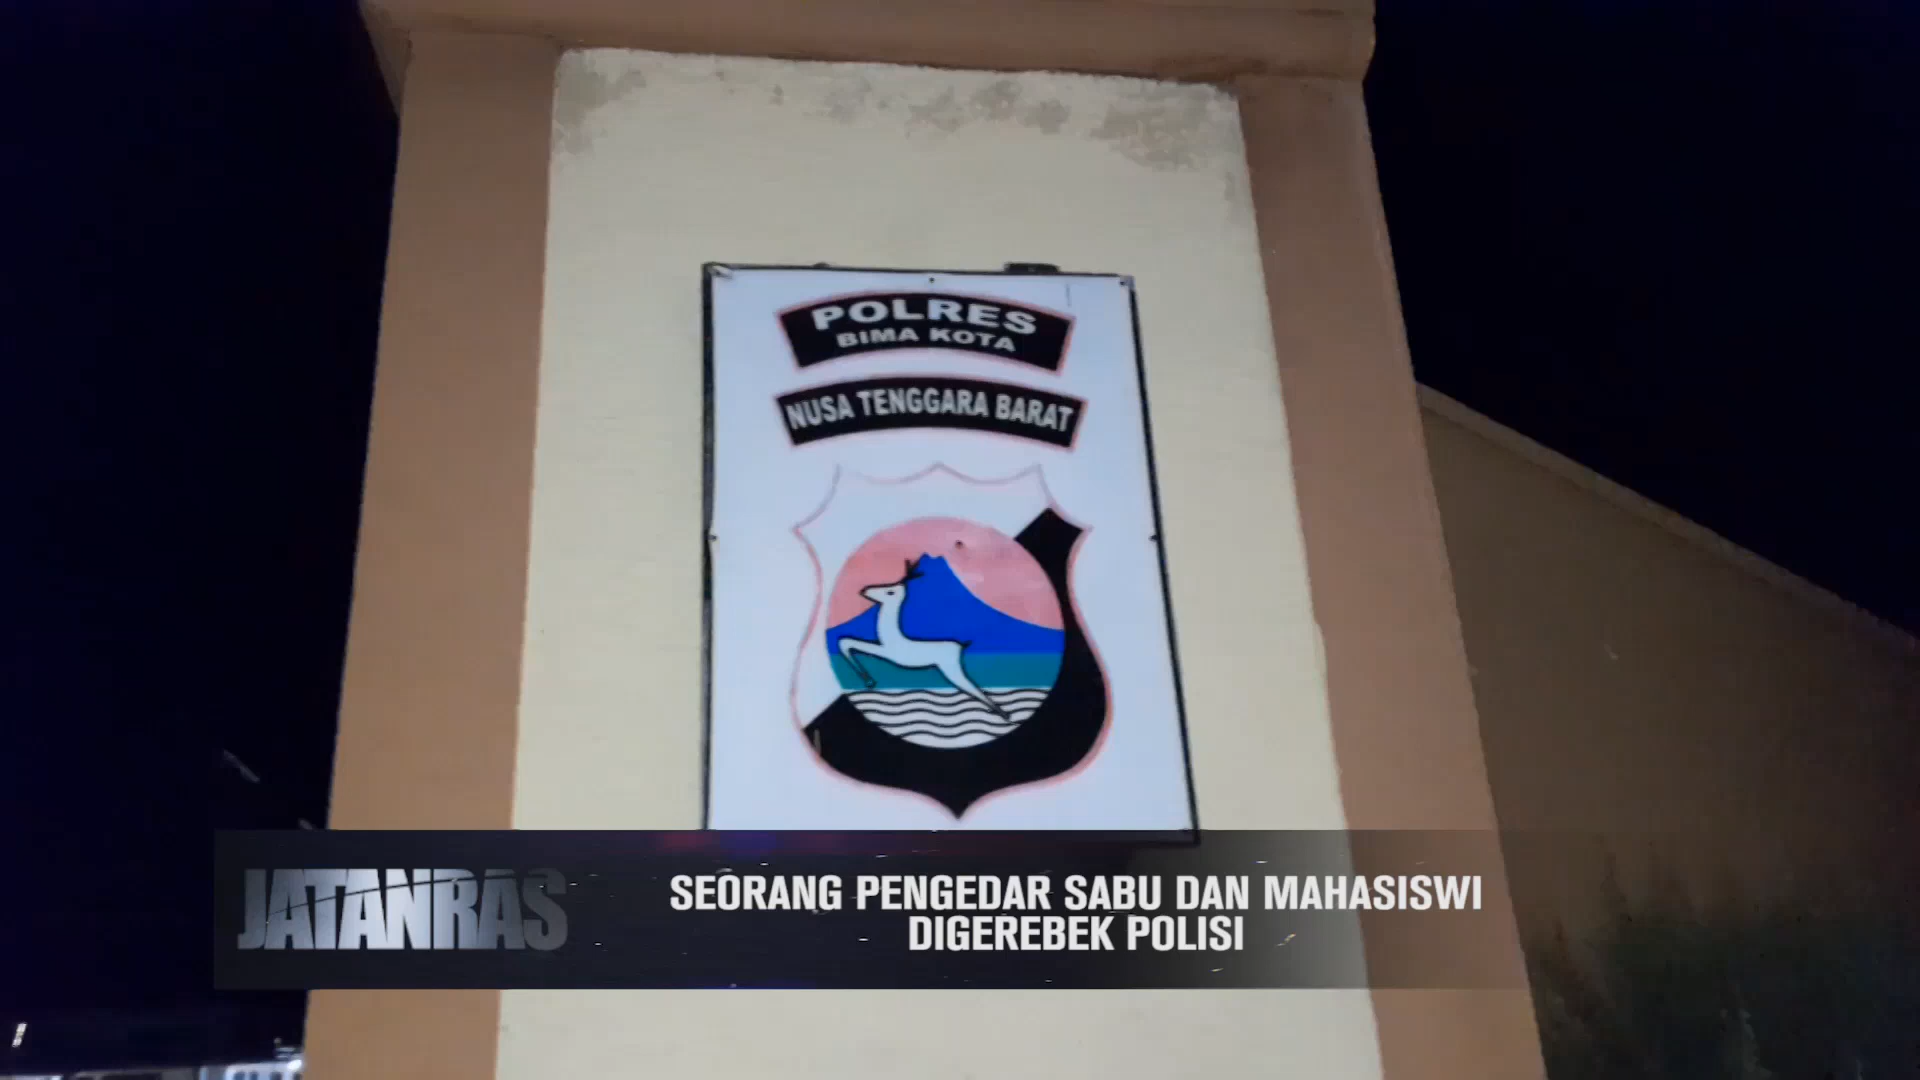 POLRES
BIMA KOTA
NUSA TENGGARA BARAT
JATANRAS
SEORANG PENGEDAR SABU DAN MAHASISWI
DIGEREBEK POLISI